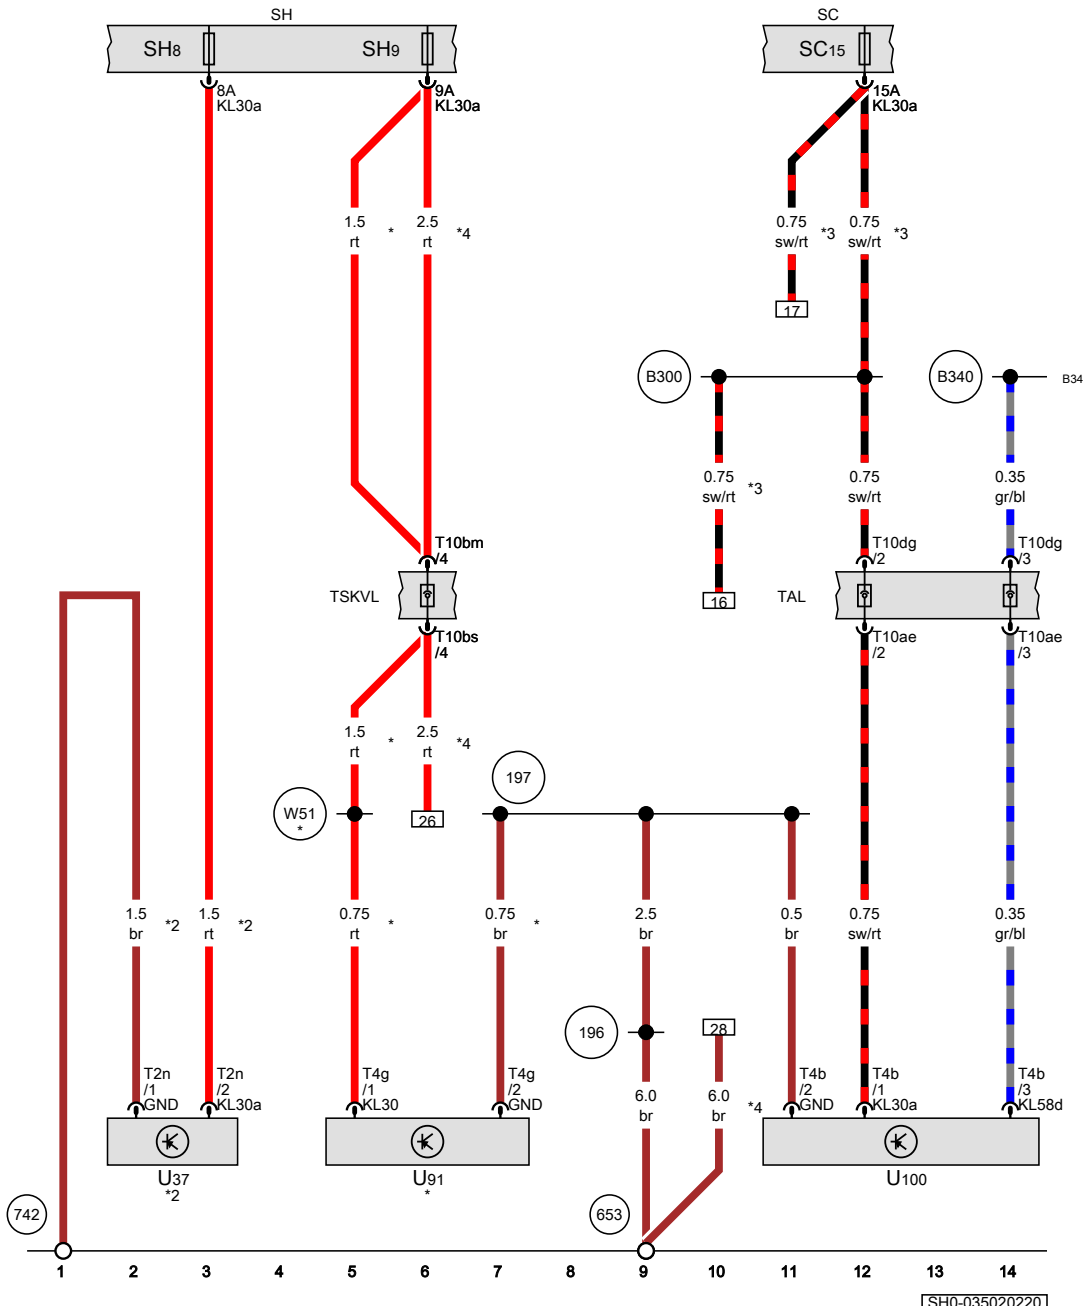 SH
SC
SH8
SH9
SC15
8A
KL30a
9A
KL30a
15A
KL30a
1.5
rt
*
2.5
rt
*4
0.75
sw/rt
*3
0.75
sw/rt
*3
17
B300
B340
B34
0.75
sw/rt
*3
0.75
sw/rt
0.35
gr/bl
T10bm
/4
T10dg
/2
T10dg
/3
TSKVL
16
TAL
T10bs
/4
T10ae
/2
T10ae
/3
1.5
rt
*
2.5
rt
*4
197
W51
*
26
1.5
br
*2
1.5
rt
*2
0.75
rt
*
0.75
br
*
2.5
br
0.5
br
0.75
sw/rt
0.35
gr/bl
196
28
T2n
/1
GND
T2n
/2
KL30a
T4g
/1
KL30
T4g
/2
GND
6.0
br
6.0
br
*4
T4b
/2
GND
T4b
/1
KL30a
T4b
/3
KL58d
U37
*2
U91
*
U100
742
653
1 2 3 4 5 6 7 8 9 10 11 12 13 14
SH0-035020220